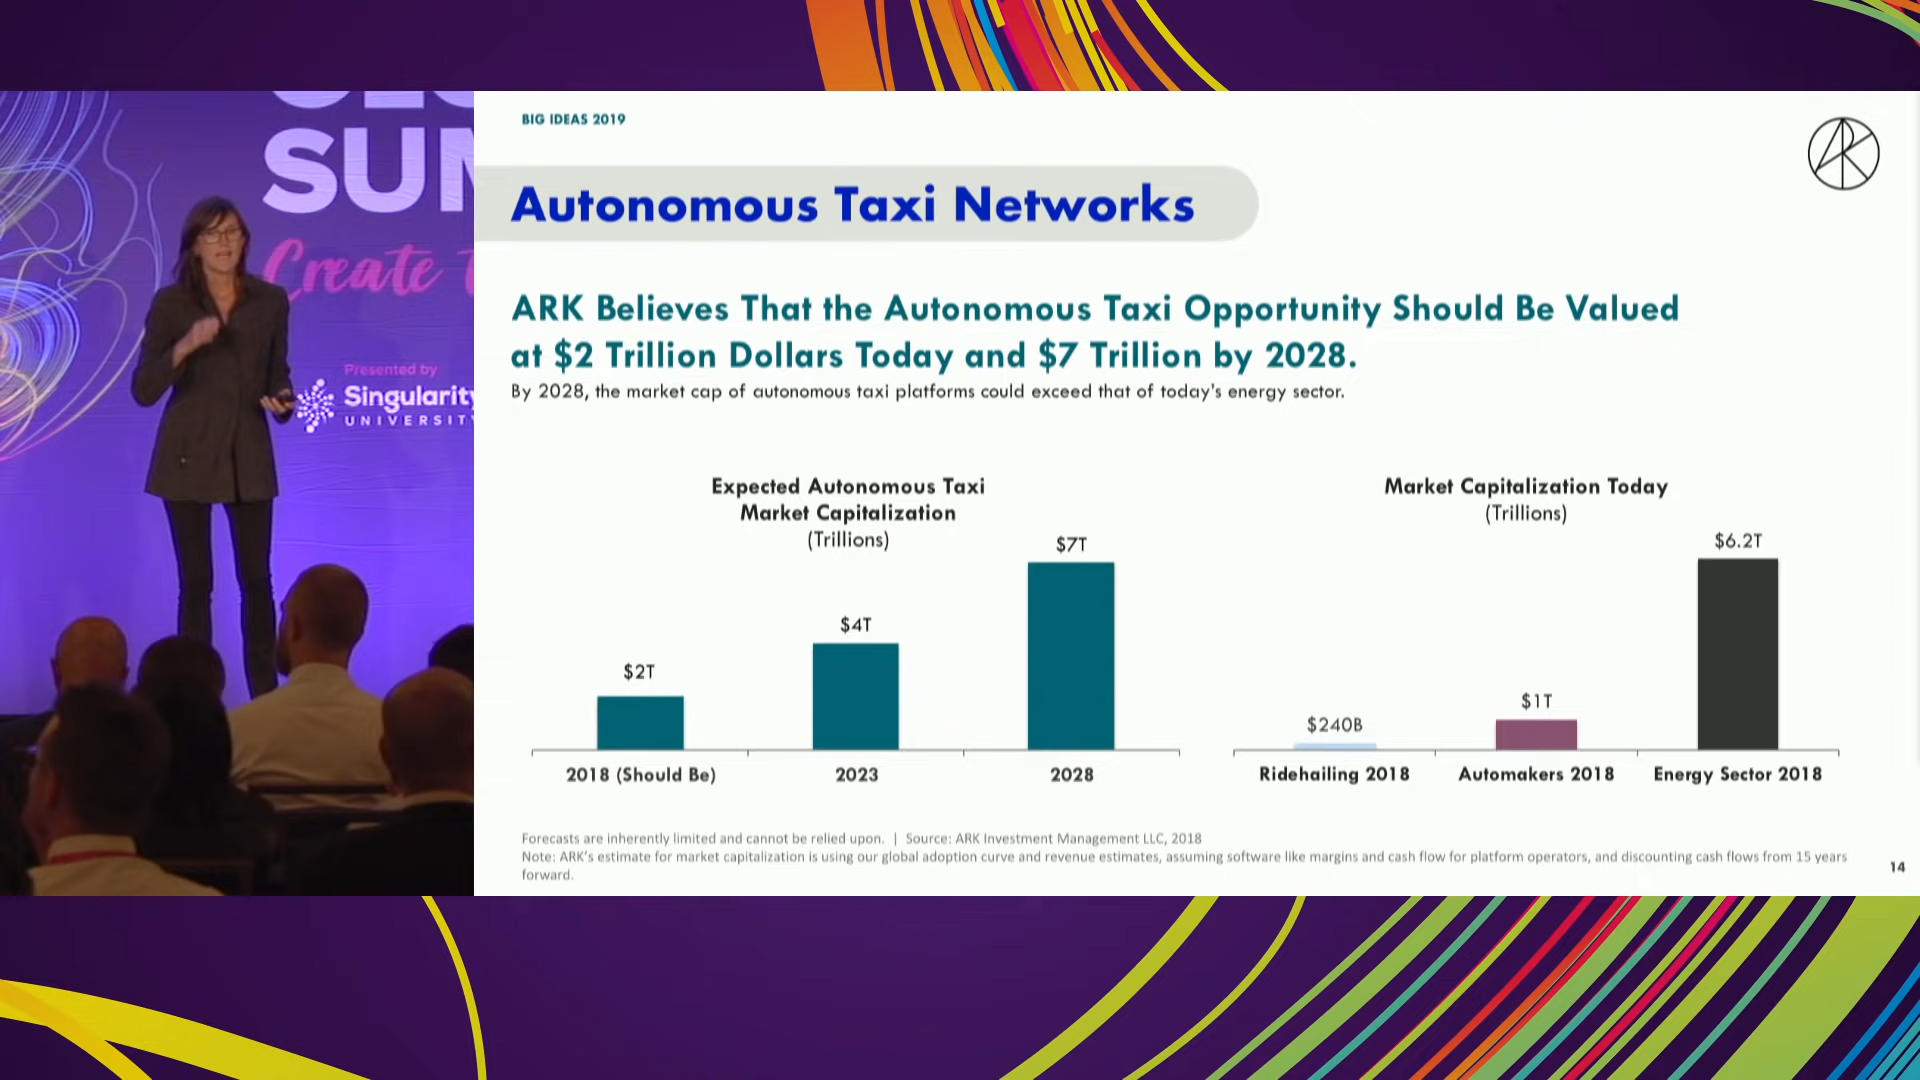 SUM
Create
Presented by
Singularity
UNIVERSITY
BIG IDEAS 2019
Autonomous Taxi Networks
ARK Believes That the Autonomous Taxi Opportunity Should Be Valued
at $2 Trillion Dollars Today and $7 Trillion by 2028.
By 2028, the market cap of autonomous taxi platforms could exceed that of today's energy sector.
Expected Autonomous Taxi
Market Capitalization
(Trillions)
$2T
$4T
$7T
2018 (Should Be)
2023
2028
Market Capitalization Today
(Trillions)
$240B
$1T
$6.2T
Ridehailing 2018
Automakers 2018
Energy Sector 2018
Forecasts are inherently limited and cannot be relied upon. | Source: ARK Investment Management LLC, 2018
Note: ARK's estimate for market capitalization is using our global adoption curve and revenue estimates, assuming software like margins and cash flow for platform operators, and discounting cash flows from 15 years
forward.
14